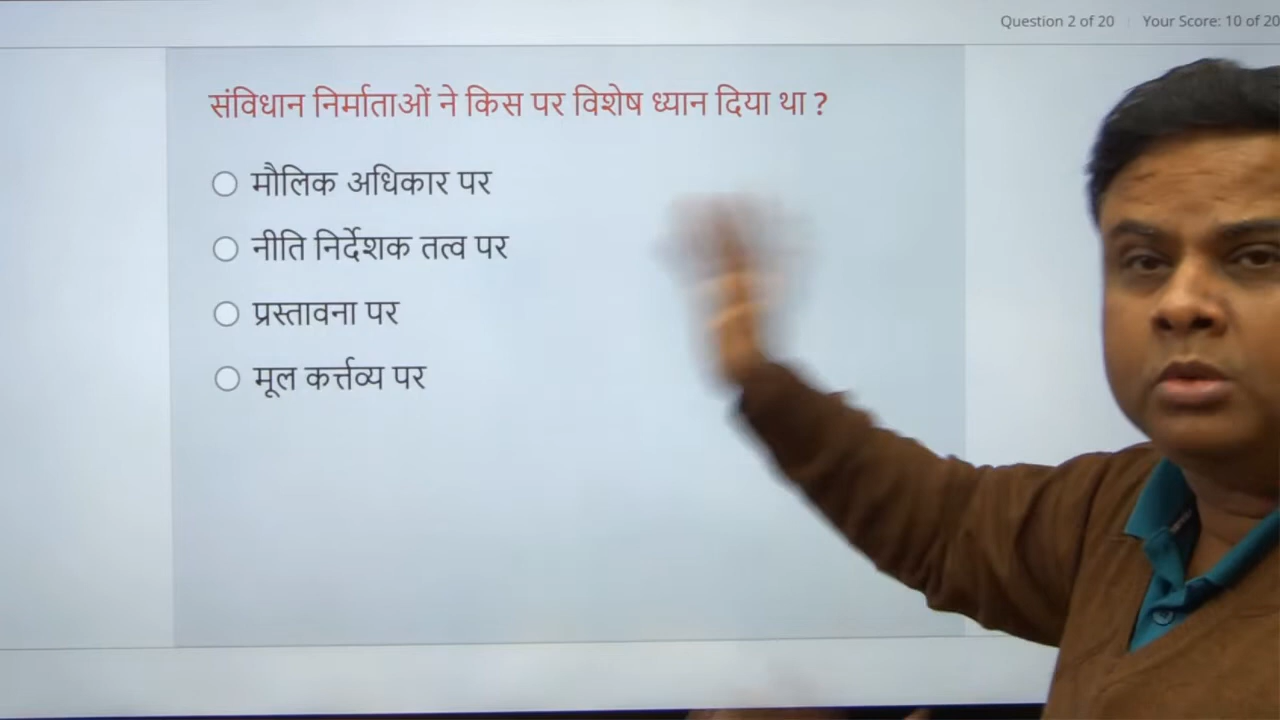 Question 2 of 20 | Your Score: 10 of 20
संविधान निर्माताओं ने किस पर विशेष ध्यान दिया था ?
मौलिक अधिकार पर
नीति निर्देशक तत्व पर
प्रस्तावना पर
मूल कर्त्तव्य पर